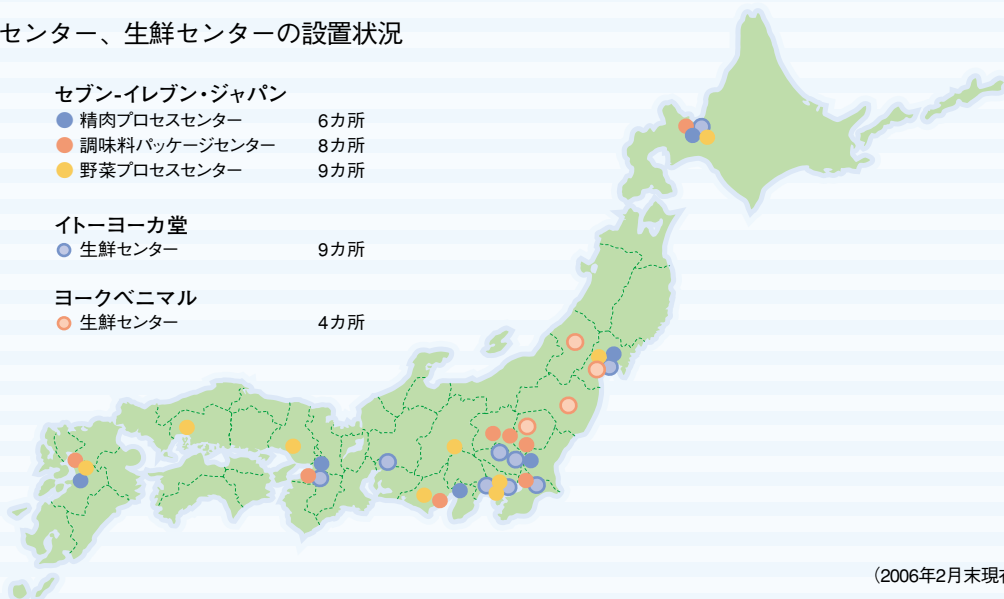 センター、生鮮センターの設置状況
セブン-イレブン・ジャパン
精肉プロセスセンター 6カ所
調味料パッケージセンター 8カ所
野菜プロセスセンター 9カ所
イトーヨーカ堂
生鮮センター 9カ所
ヨークベニマル
生鮮センター 4カ所
（2006年2月末現在